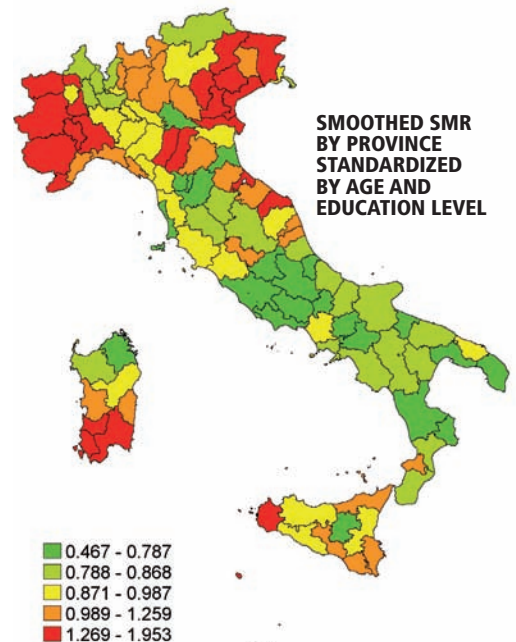 SMOOTHED SMR
BY PROVINCE
STANDARDIZED
BY AGE AND
EDUCATION LEVEL
0.467 - 0.787
0.788 - 0.868
0.871 - 0.987
0.989 - 1.259
1.269 - 1.953